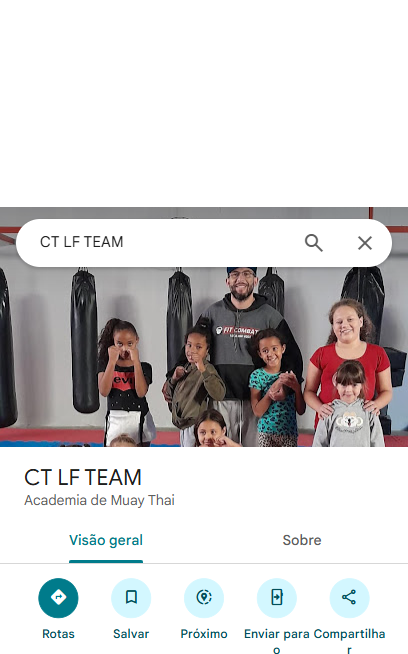 CT LF TEAM
FIT COMBAT
CT LF TEAM
Academia de Muay Thai
Visão geral
Sobre
Rotas
Salvar
Próximo
Enviar para o
Compartilhar